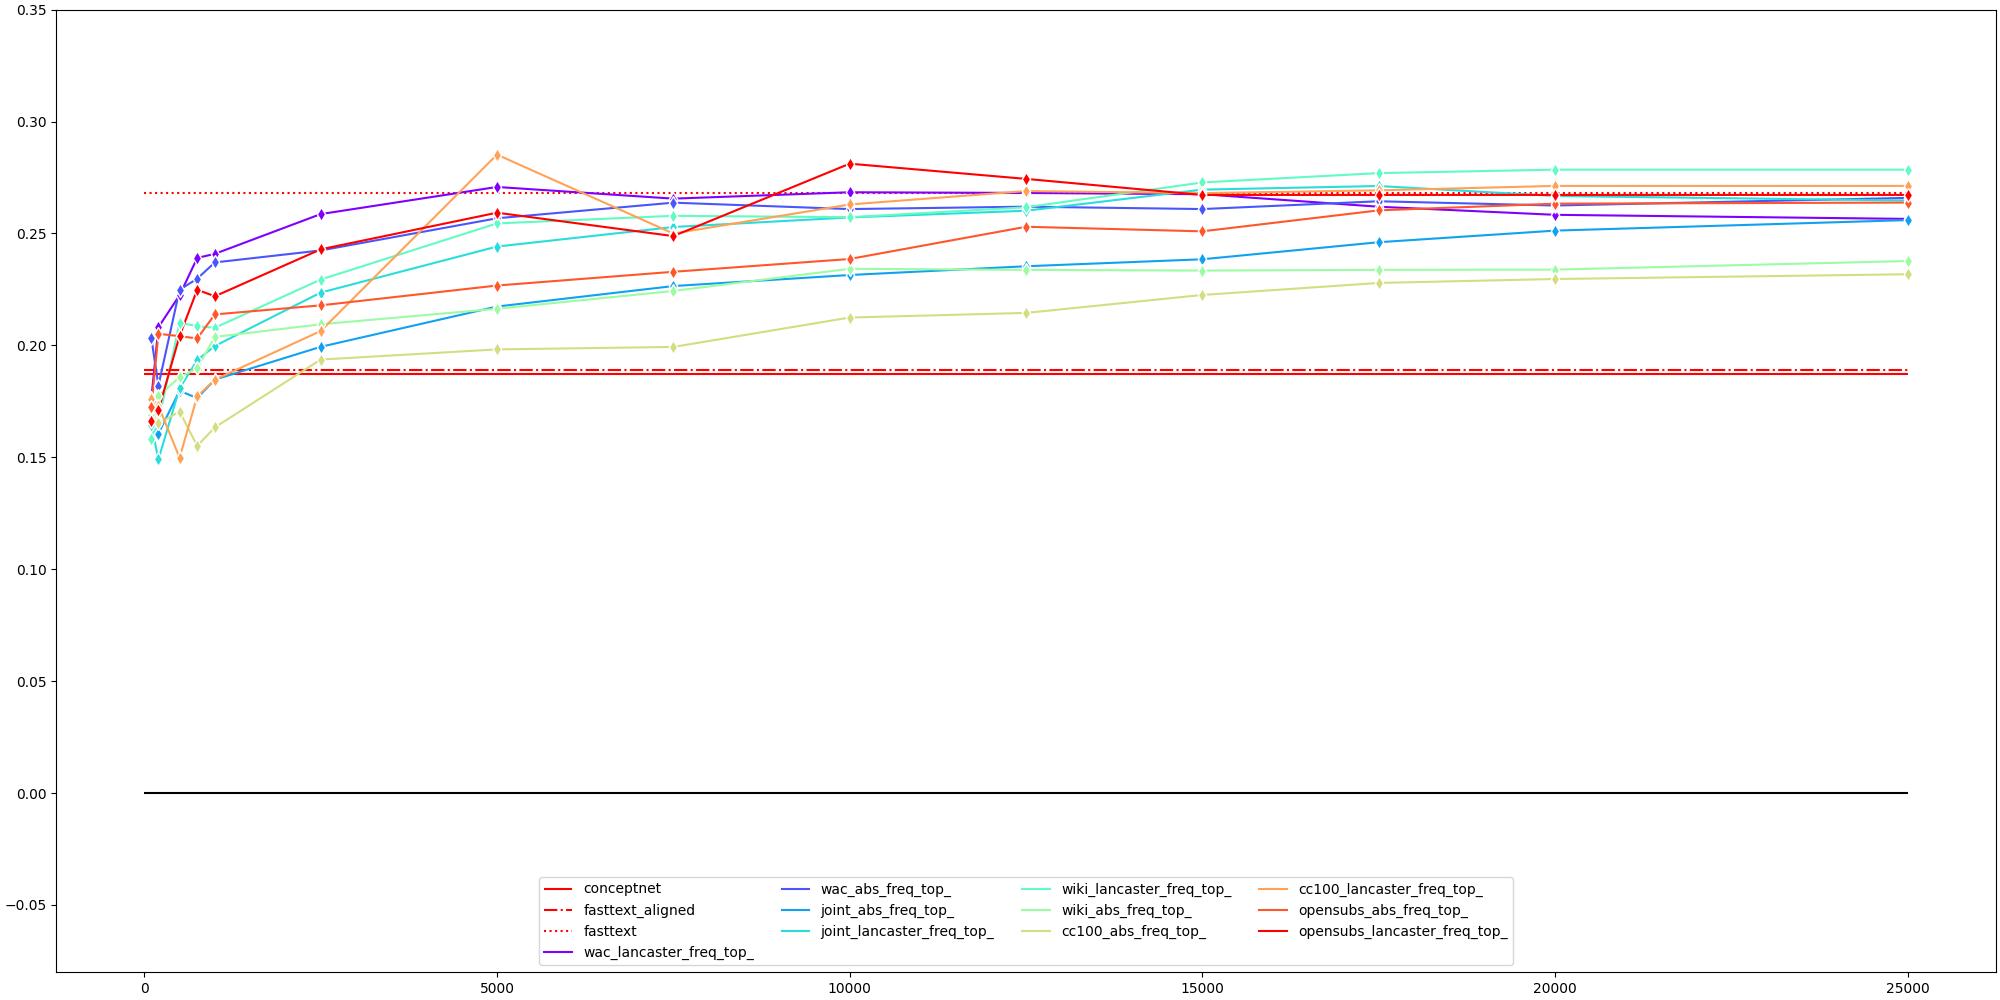 0.35
0.30
0.25
0.20
0.15
0.10
0.05
0.00
−0.05
0 5000 10000 15000 20000 25000
conceptnet
fasttext_aligned
fasttext
wac_lancaster_freq_top_
wac_abs_freq_top_
joint_abs_freq_top_
joint_lancaster_freq_top_
wiki_lancaster_freq_top_
wiki_abs_freq_top_
cc100_abs_freq_top_
cc100_lancaster_freq_top_
opensubs_abs_freq_top_
opensubs_lancaster_freq_top_